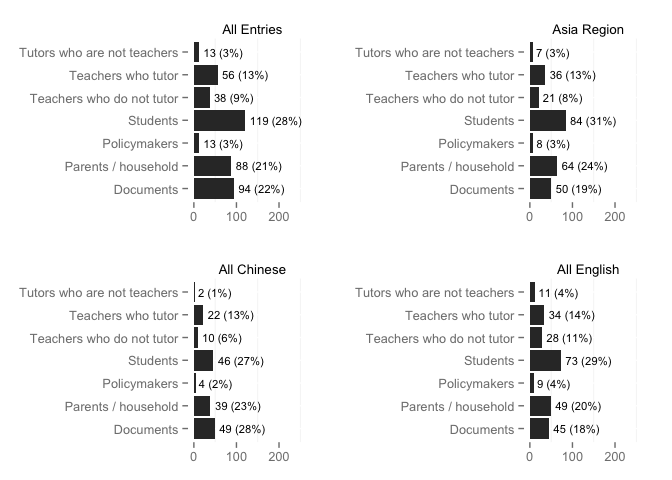 All Entries
Tutors who are not teachers 13 (3%)
Teachers who tutor 56 (13%)
Teachers who do not tutor 38 (9%)
Students 119 (28%)
Policymakers 13 (3%)
Parents / household 88 (21%)
Documents 94 (22%)
0 100 200
Asia Region
Tutors who are not teachers 7 (3%)
Teachers who tutor 36 (13%)
Teachers who do not tutor 21 (8%)
Students 84 (31%)
Policymakers 8 (3%)
Parents / household 64 (24%)
Documents 50 (19%)
0 100 200
All Chinese
Tutors who are not teachers 2 (1%)
Teachers who tutor 22 (13%)
Teachers who do not tutor 10 (6%)
Students 46 (27%)
Policymakers 4 (2%)
Parents / household 39 (23%)
Documents 49 (28%)
0 100 200
All English
Tutors who are not teachers 11 (4%)
Teachers who tutor 34 (14%)
Teachers who do not tutor 28 (11%)
Students 73 (29%)
Policymakers 9 (4%)
Parents / household 49 (20%)
Documents 45 (18%)
0 100 200